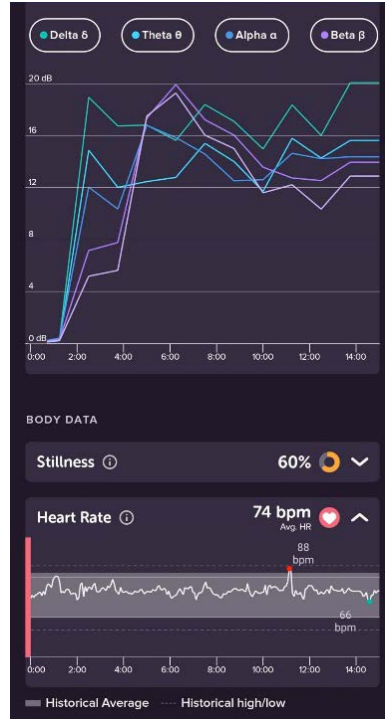 Delta δ Theta θ Alpha α Beta β
20 dB
16
12
8
4
0 dB
0:00 2:00 4:00 6:00 8:00 10:00 12:00 14:00
BODY DATA
Stillness 60%
Heart Rate 74 bpm
Avg. HR
88
bpm
66
bpm
0:00 2:00 4:00 6:00 8:00 10:00 12:00 14:00
Historical Average Historical high/low